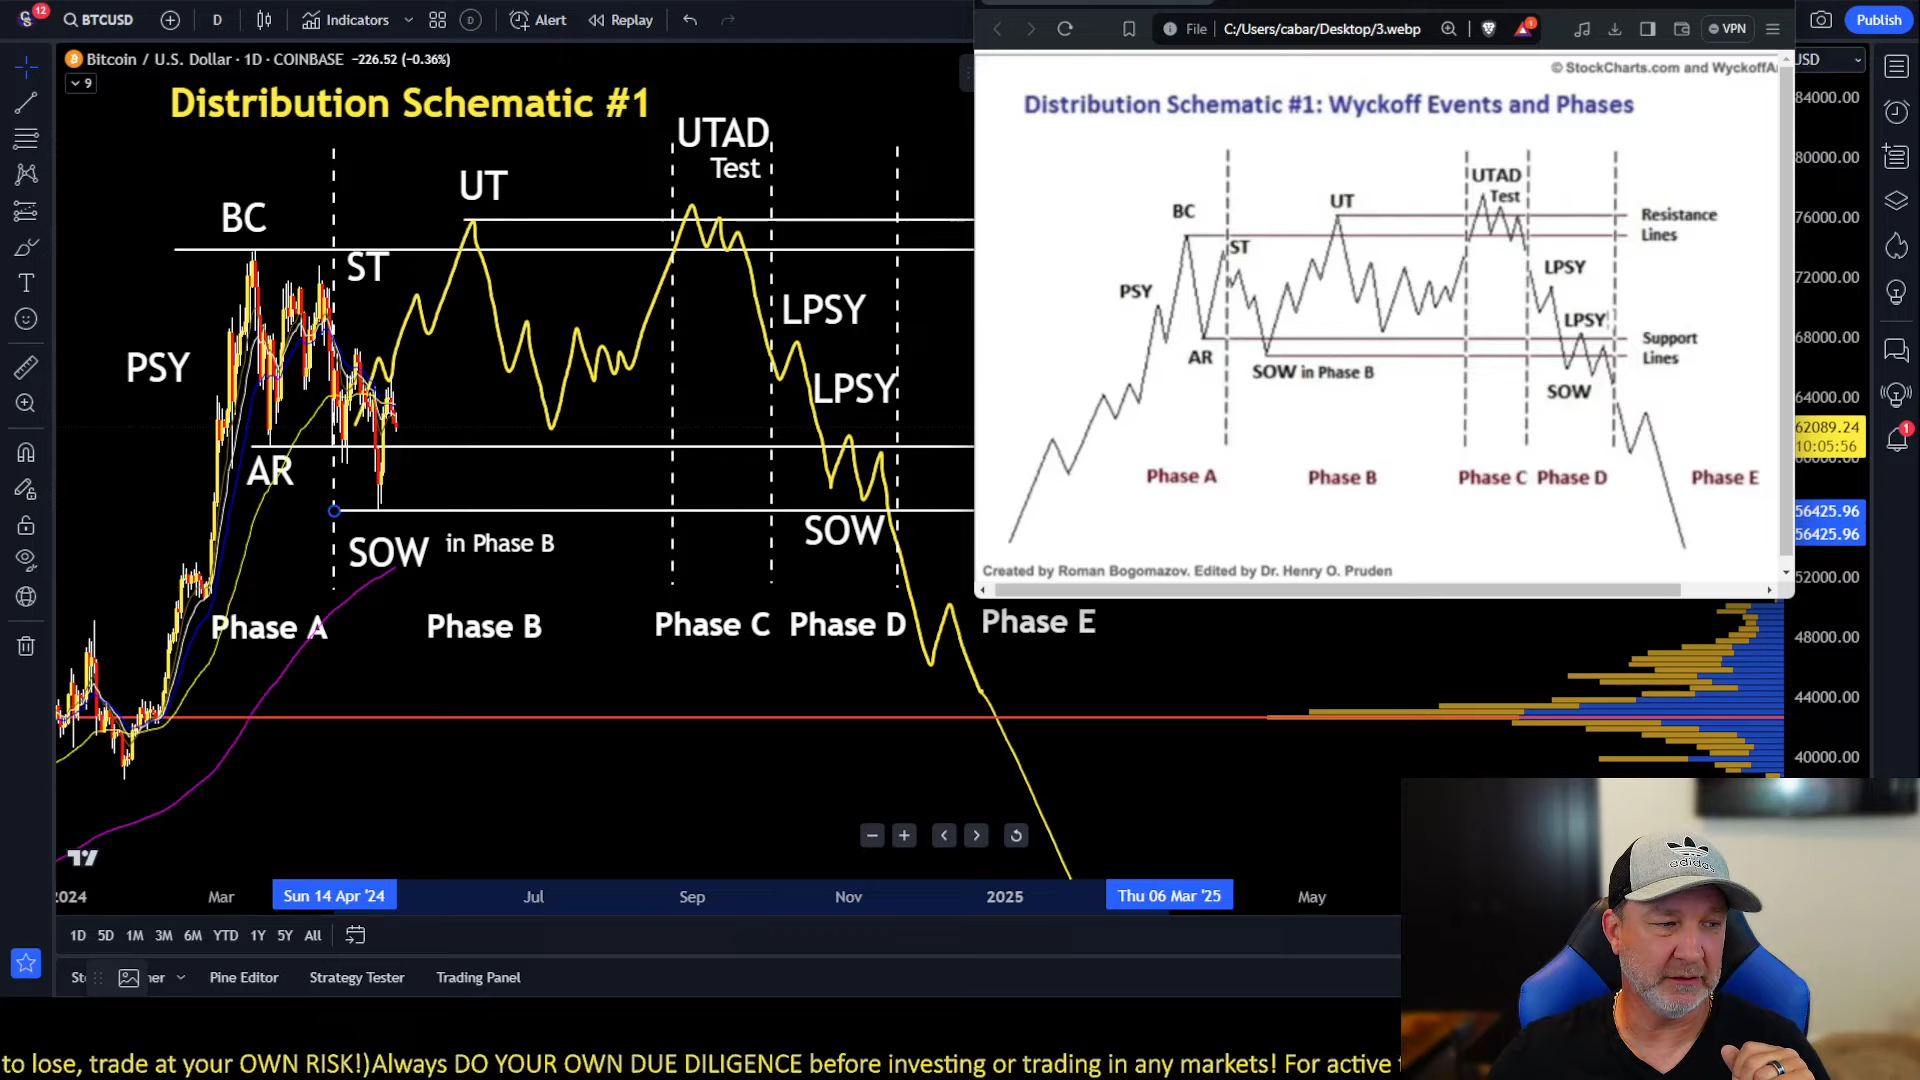 12
BTCUSD
D
Indicators
D
Alert
Replay
File
C:/Users/cabar/Desktop/3.webp
1
VPN
Publish
Bitcoin / U.S. Dollar · 1D · COINBASE −226.52 (−0.36%)
9
USD
Distribution Schematic #1
UTAD
Test
UT
BC
ST
PSY
LPSY
LPSY
AR
SOW in Phase B
SOW
Phase A
Phase B
Phase C
Phase D
Phase E
© StockCharts.com and
Distribution Schematic #1: Wyckoff Events and Phases
UTAD
Test
UT
BC
ST
Resistance
Lines
PSY
LPSY
LPSY
AR
Support
Lines
SOW in Phase B
SOW
Phase A
Phase B
Phase C
Phase D
Phase E
Created by Roman Bogomazov. Edited by Dr. Henry O. Pruden
84000.00
80000.00
76000.00
72000.00
68000.00
64000.00
62089.24
10:05:56
56425.96
56425.96
52000.00
48000.00
44000.00
40000.00
1
2024
Mar
Sun 14 Apr '24
Jul
Sep
Nov
2025
Thu 06 Mar '25
May
1D
5D
1M
3M
6M
YTD
1Y
5Y
All
Pine Editor
Strategy Tester
Trading Panel
adidas
to lose, trade at your OWN RISK!)Always DO YOUR OWN DUE DILIGENCE before investing or trading in any markets! For active